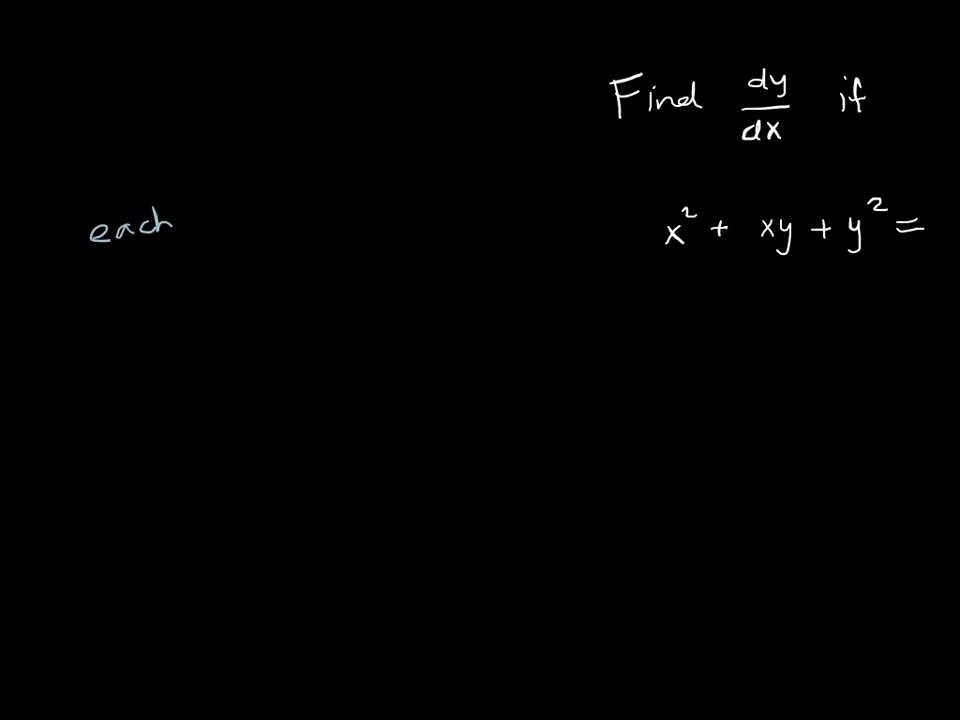 Find dy/dx if
each
x² + xy + y² =